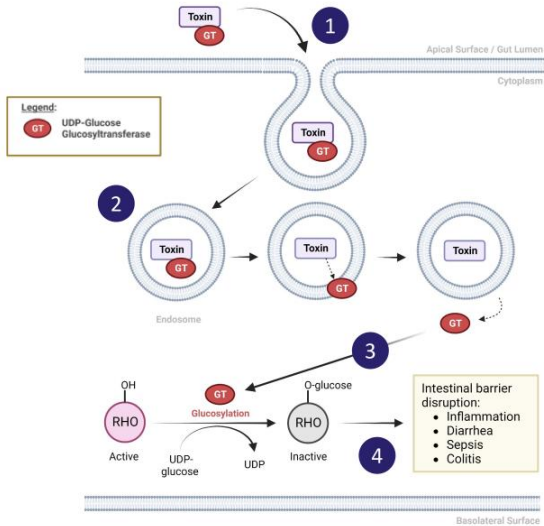 Toxin
GT
1
Apical Surface / Gut Lumen
Cytoplasm
Legend:
GT
UDP-Glucose
Glucosyltransferase
Toxin
GT
2
Toxin
GT
Toxin
GT
Toxin
GT
Endosome
3
OH
RHO
Active
GT
Glucosylation
UDP-
glucose
UDP
O-glucose
RHO
Inactive
4
Intestinal barrier
disruption:
• Inflammation
• Diarrhea
• Sepsis
• Colitis
Basolateral Surface